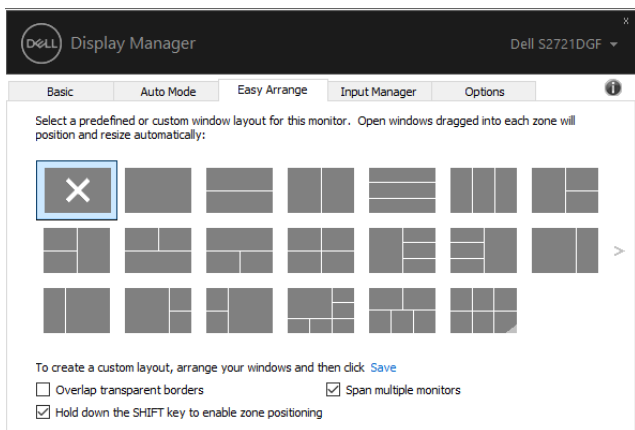 x
DELL Display Manager Dell S2721DGF
Basic Auto Mode Easy Arrange Input Manager Options i
Select a predefined or custom window layout for this monitor. Open windows dragged into each zone will
position and resize automatically:
>
To create a custom layout, arrange your windows and then click Save
Overlap transparent borders Span multiple monitors
Hold down the SHIFT key to enable zone positioning